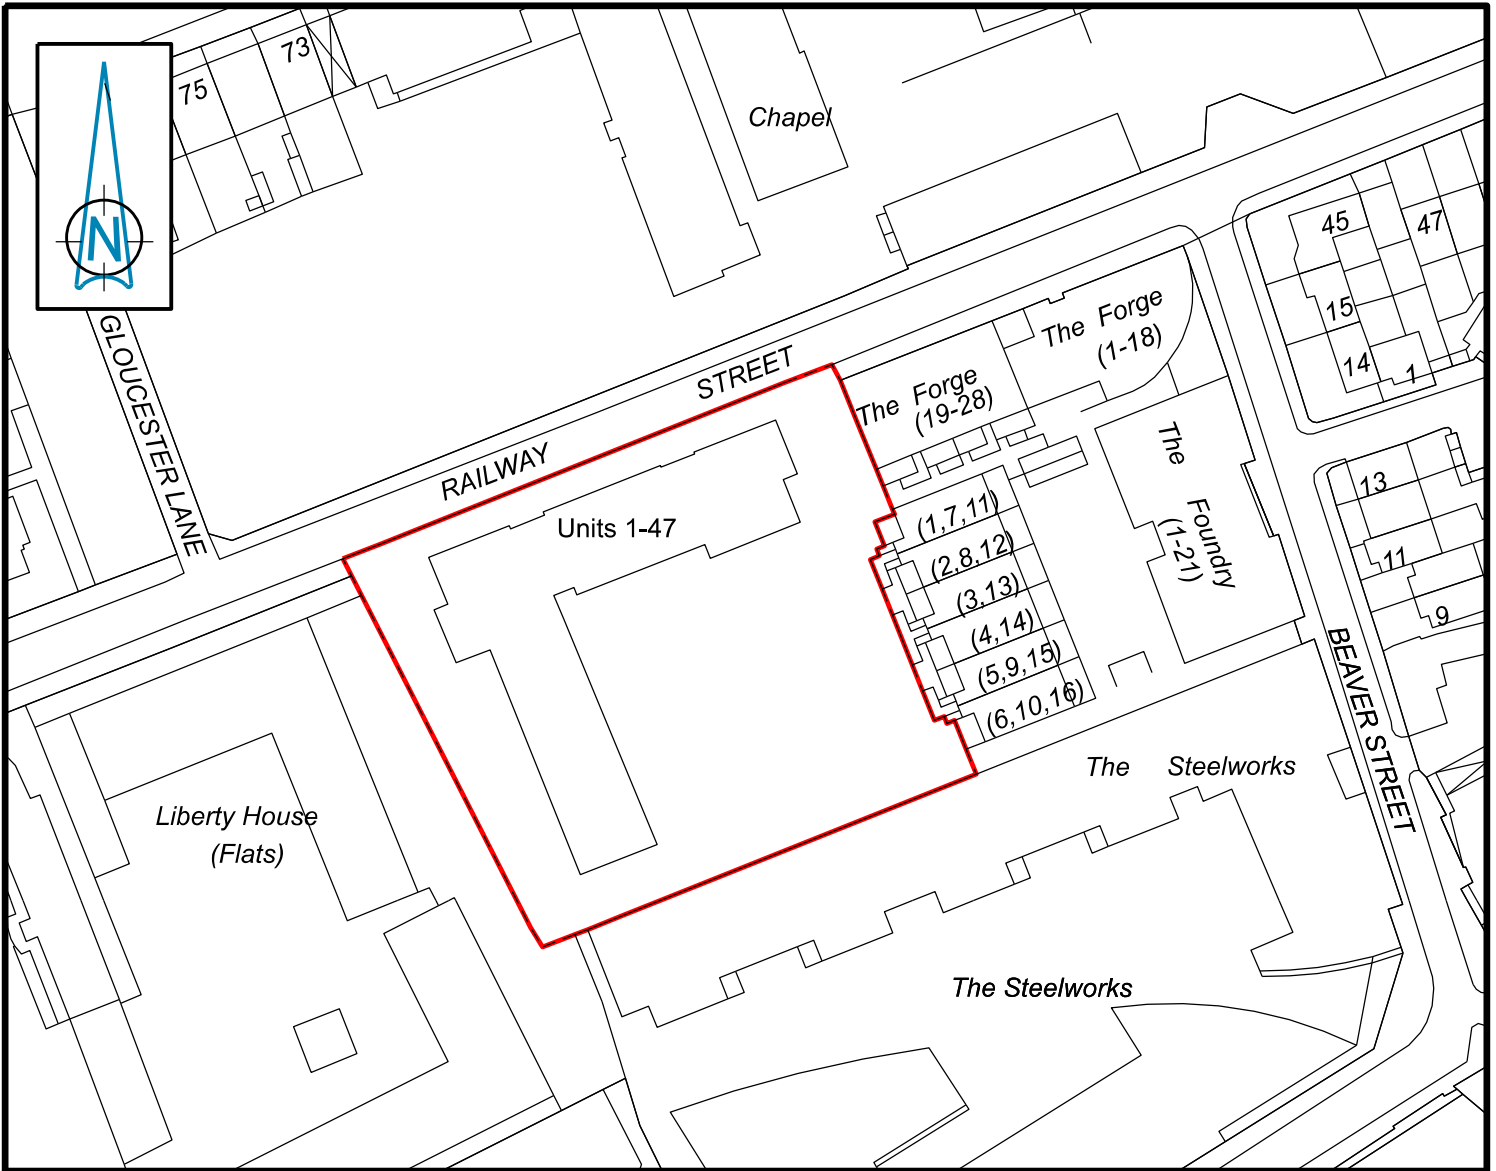 73
75
Chapel
N
45
47
15
14
1
GLOUCESTER LANE
RAILWAY STREET
The Forge
(1-18)
The Forge
(19-28)
Units 1-47
The Foundry
(1-21)
13
11
9
(1,7,11)
(2,8,12)
(3,13)
(4,14)
(5,9,15)
(6,10,16)
BEAVER STREET
The Steelworks
Liberty House
(Flats)
The Steelworks